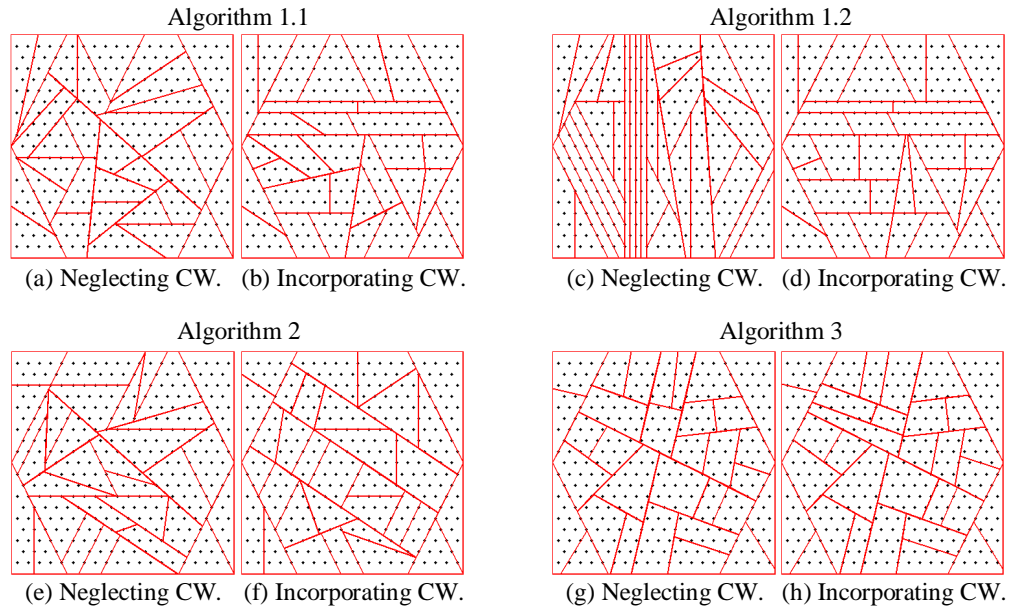 Algorithm 1.1
Algorithm 1.2
(a) Neglecting CW.
(b) Incorporating CW.
(c) Neglecting CW.
(d) Incorporating CW.
Algorithm 2
Algorithm 3
(e) Neglecting CW.
(f) Incorporating CW.
(g) Neglecting CW.
(h) Incorporating CW.